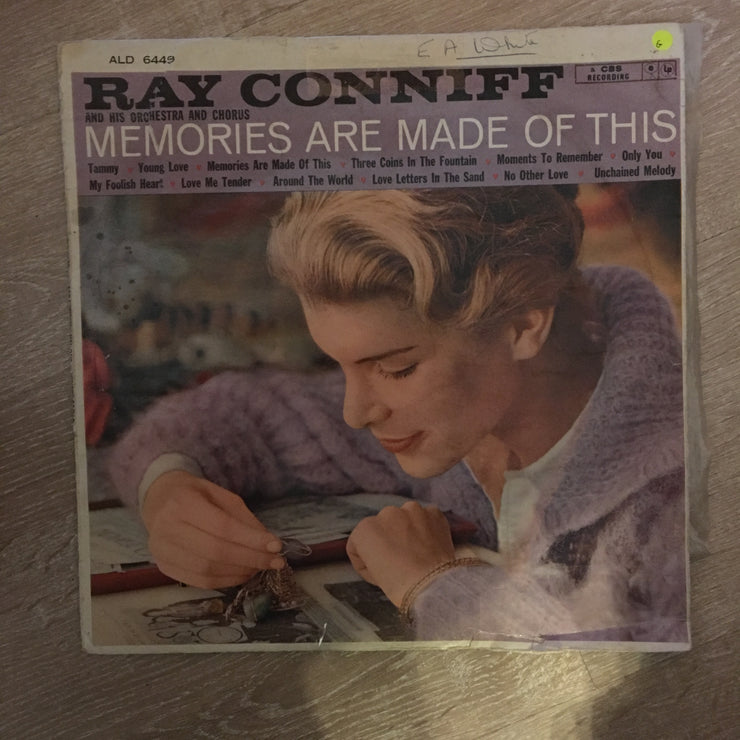 E A White
G
ALD 6449
RAY CONNIFF
a CBS
RECORDING
LP
AND HIS ORCHESTRA AND CHORUS
MEMORIES ARE MADE OF THIS
Tammy ♥ Young Love ♥ Memories Are Made Of This ♥ Three Coins In The Fountain ♥ Moments To Remember ♥ Only You ♥
My Foolish Heart ♥ Love Me Tender ♥ Around The World ♥ Love Letters In The Sand ♥ No Other Love ♥ Unchained Melody